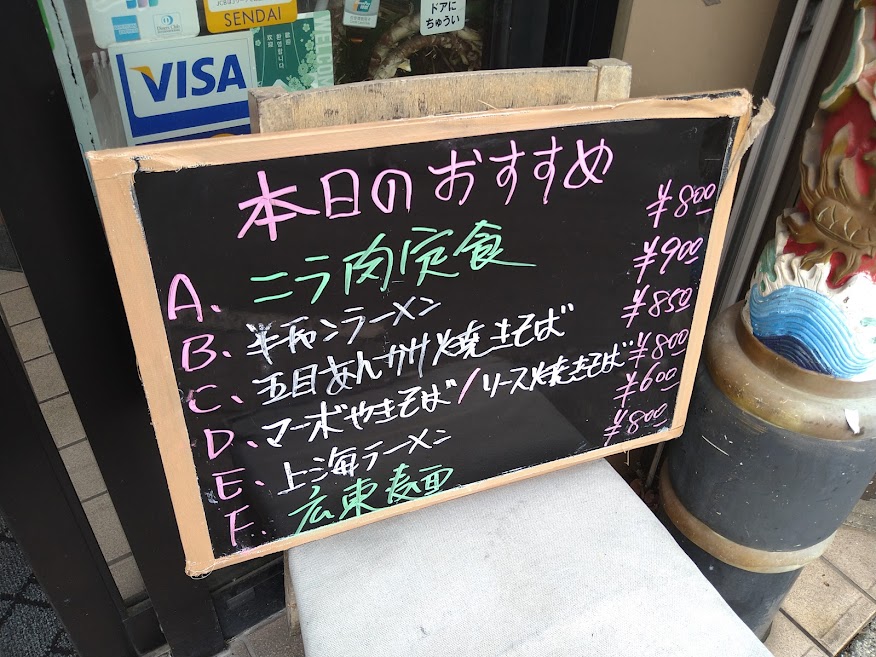 SENDAI
VISA
ドアに
ちゅうい
本日のおすすめ
A. ニラ肉定食 ¥800
B. 半チャンラーメン ¥900
C. 五目あんかけ焼きそば ¥850
D. マーボやきそば/ソース焼きそば ¥800
E. 上海ラーメン ¥600
F. 広東麺 ¥800